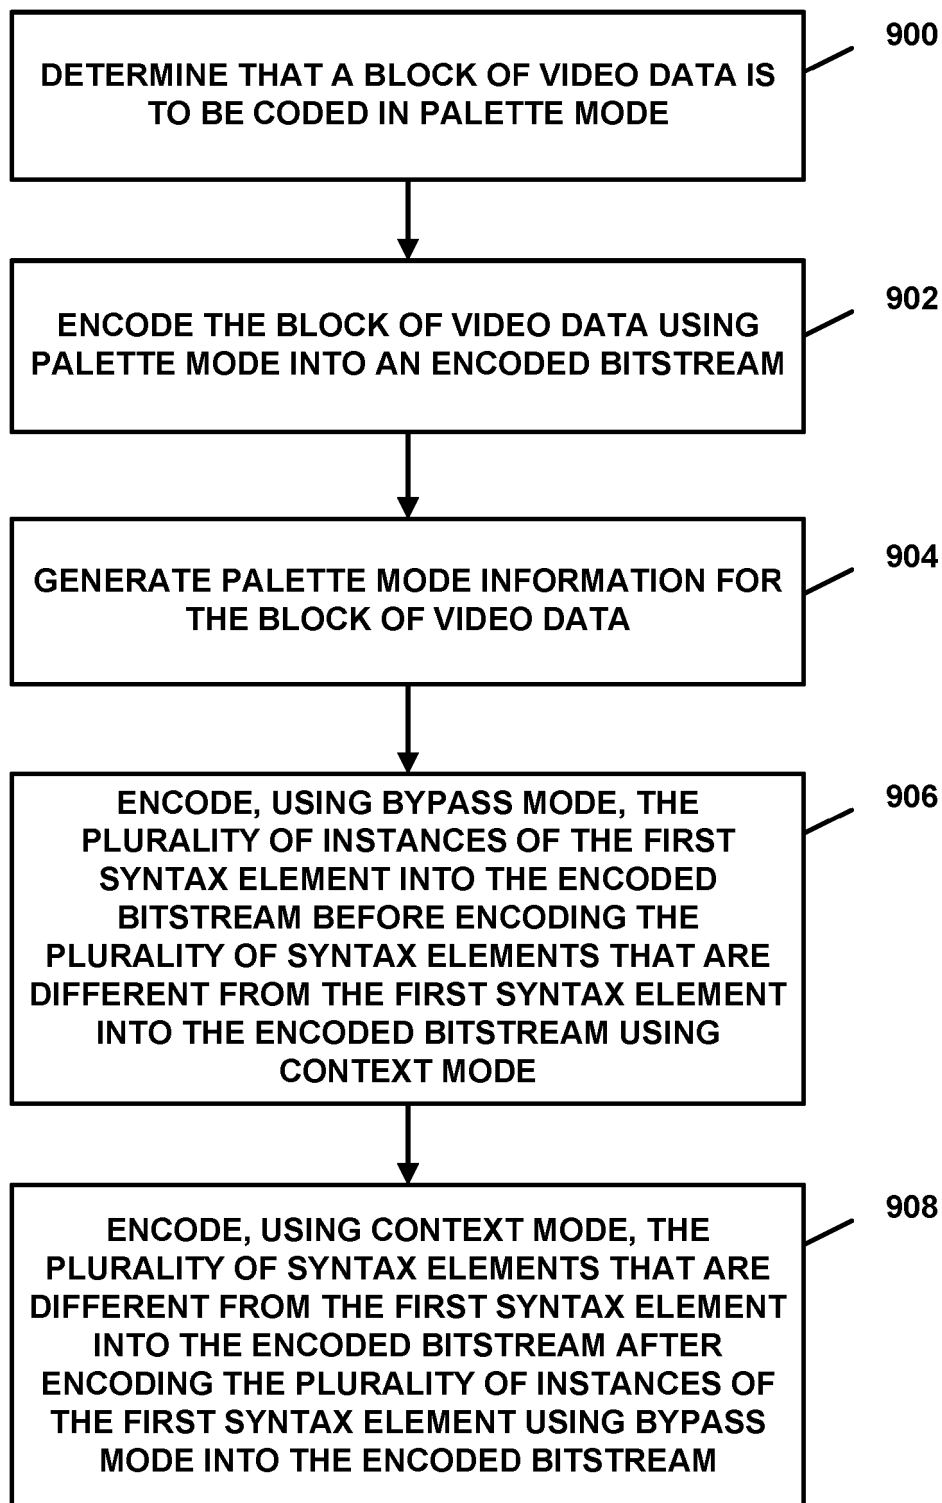 900
DETERMINE THAT A BLOCK OF VIDEO DATA IS
TO BE CODED IN PALETTE MODE
902
ENCODE THE BLOCK OF VIDEO DATA USING
PALETTE MODE INTO AN ENCODED BITSTREAM
904
GENERATE PALETTE MODE INFORMATION FOR
THE BLOCK OF VIDEO DATA
906
ENCODE, USING BYPASS MODE, THE
PLURALITY OF INSTANCES OF THE FIRST
SYNTAX ELEMENT INTO THE ENCODED
BITSTREAM BEFORE ENCODING THE
PLURALITY OF SYNTAX ELEMENTS THAT ARE
DIFFERENT FROM THE FIRST SYNTAX ELEMENT
INTO THE ENCODED BITSTREAM USING
CONTEXT MODE
908
ENCODE, USING CONTEXT MODE, THE
PLURALITY OF SYNTAX ELEMENTS THAT ARE
DIFFERENT FROM THE FIRST SYNTAX ELEMENT
INTO THE ENCODED BITSTREAM AFTER
ENCODING THE PLURALITY OF INSTANCES OF
THE FIRST SYNTAX ELEMENT USING BYPASS
MODE INTO THE ENCODED BITSTREAM